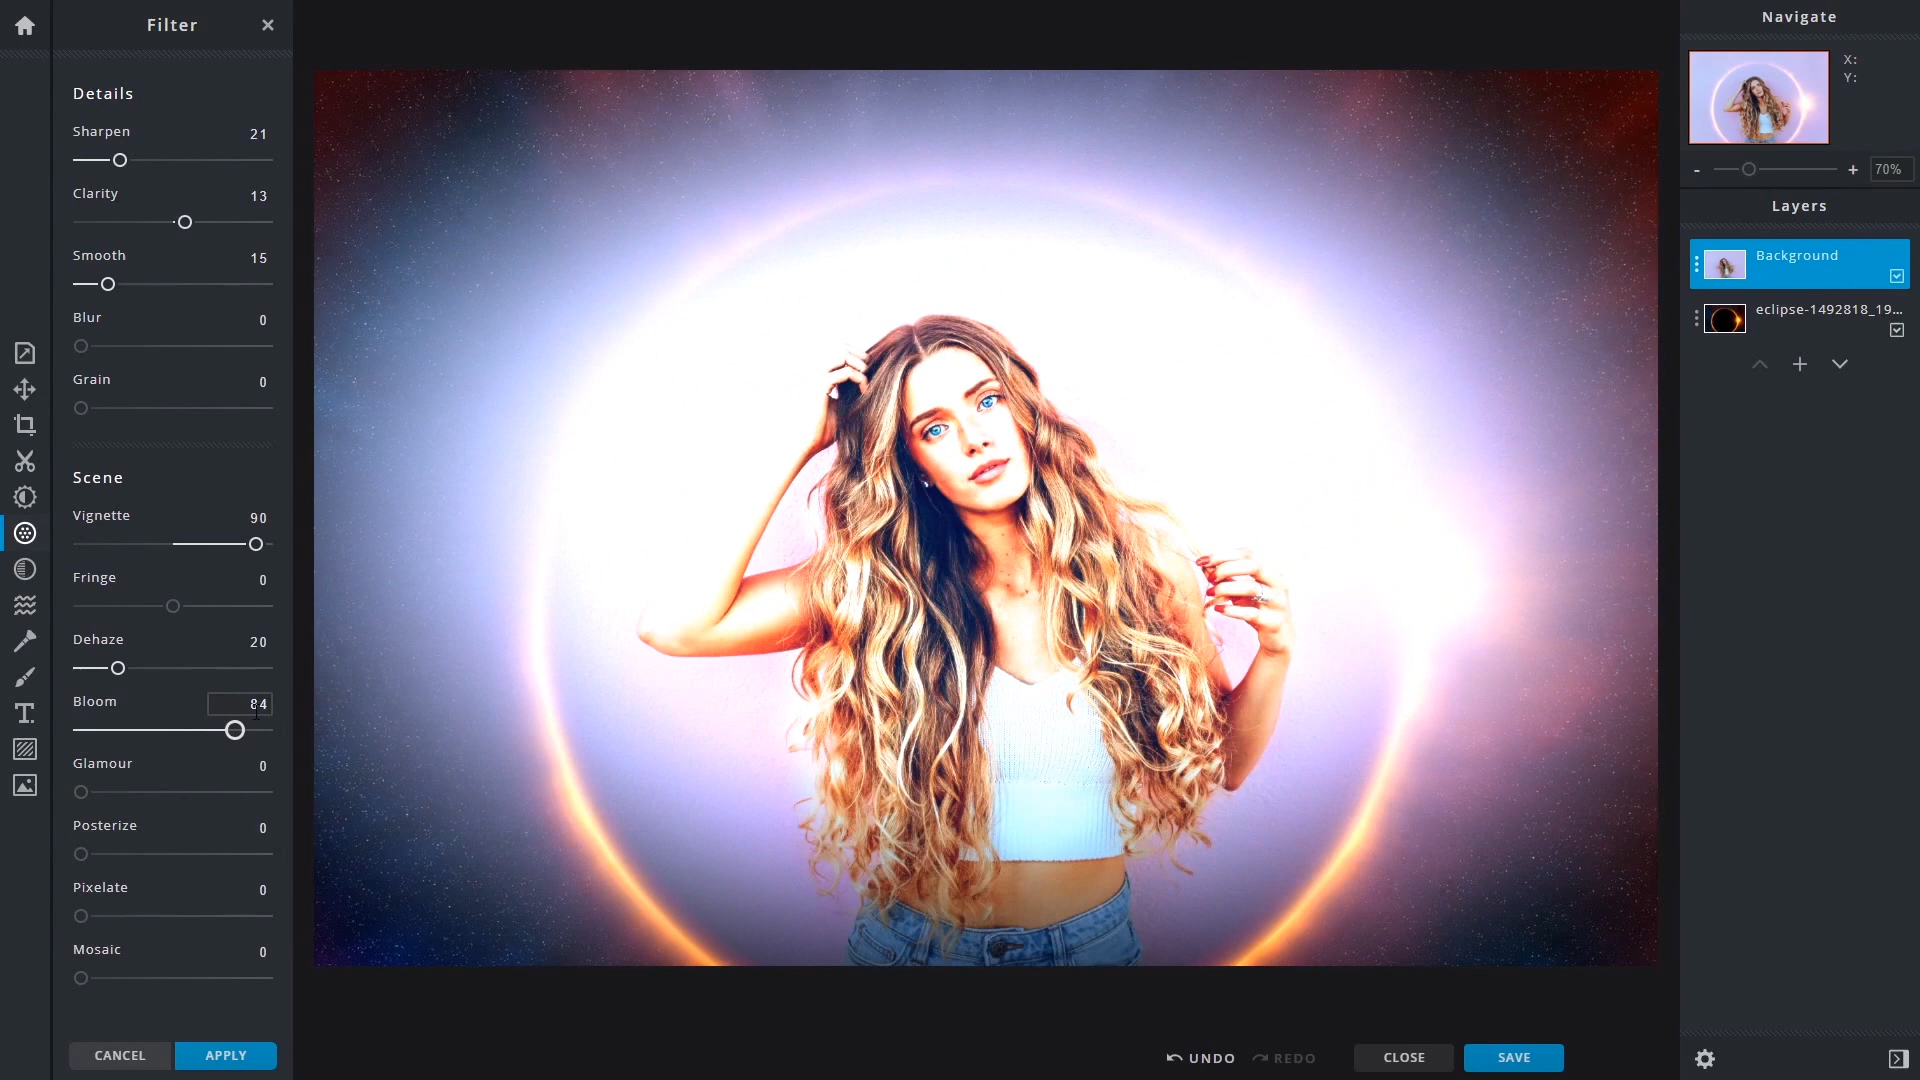 Filter
Details
Sharpen 21
Clarity 13
Smooth 15
Blur 0
Grain 0
Scene
Vignette 90
Fringe 0
Dehaze 20
Bloom 84
Glamour 0
Posterize 0
Pixelate 0
Mosaic 0
CANCEL APPLY
UNDO REDO CLOSE SAVE
Navigate
X:
Y:
- + 70%
Layers
Background
eclipse-1492818_19...